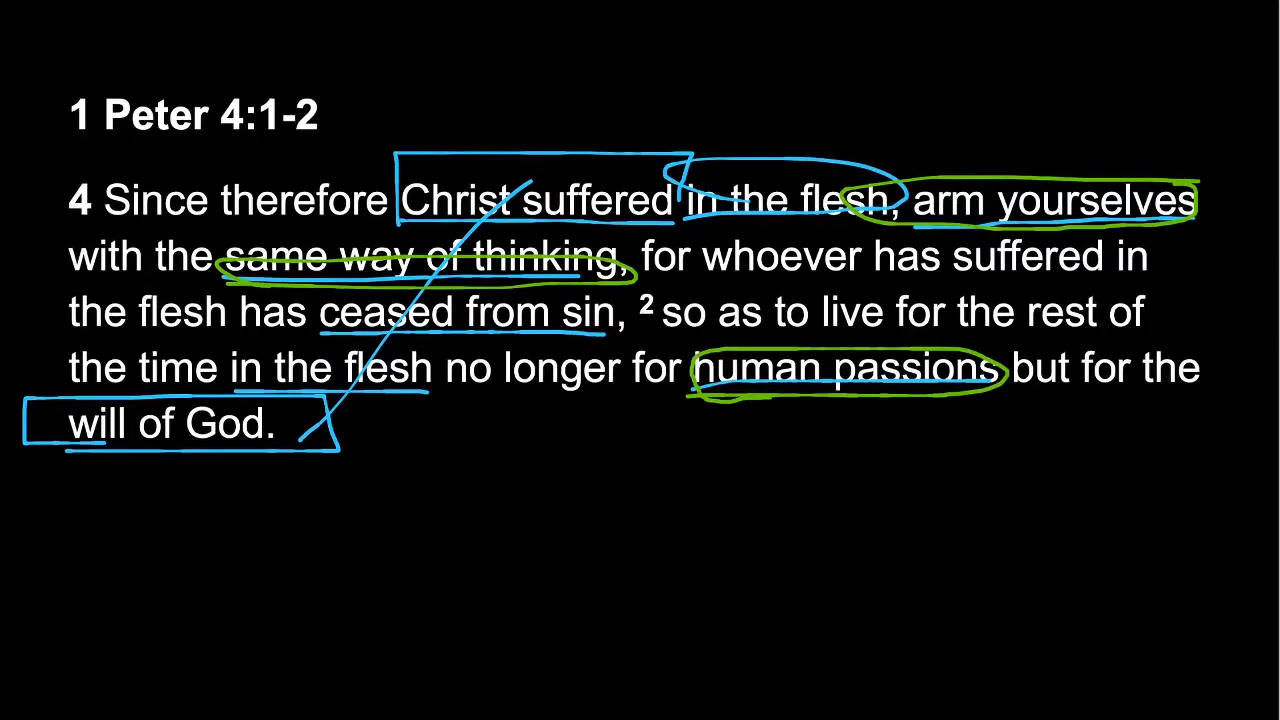 1 Peter 4:1-2
4 Since therefore Christ suffered in the flesh, arm yourselves
with the same way of thinking, for whoever has suffered in
the flesh has ceased from sin, ² so as to live for the rest of
the time in the flesh no longer for human passions but for the
will of God.